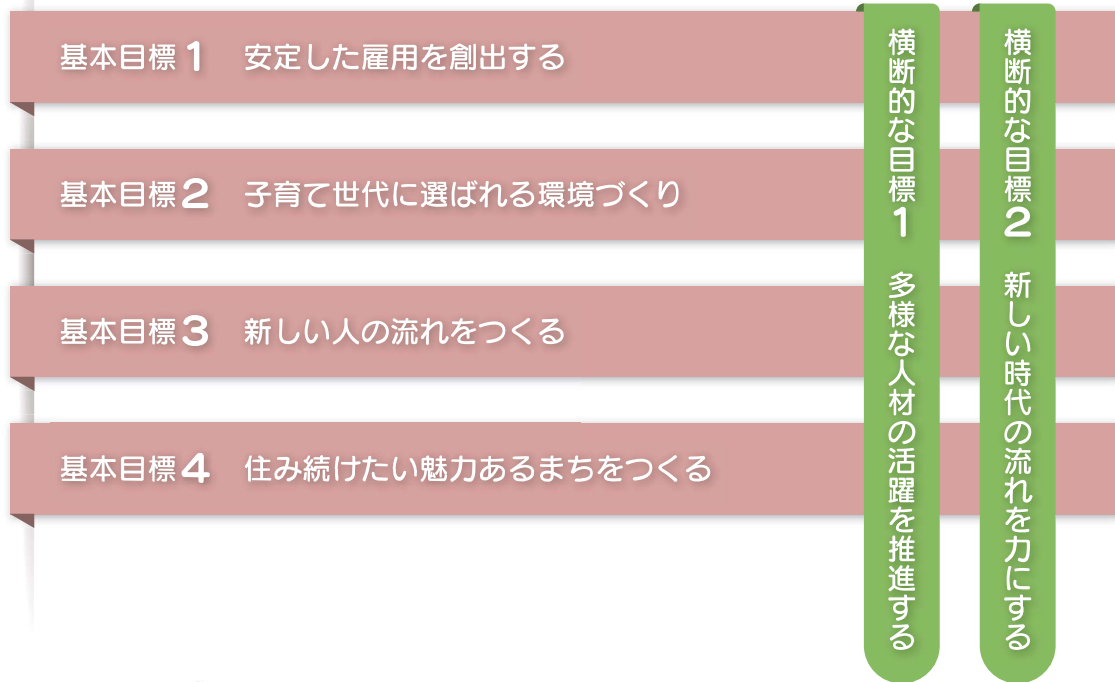 基本目標1 安定した雇用を創出する
基本目標2 子育て世代に選ばれる環境づくり
基本目標3 新しい人の流れをつくる
基本目標4 住み続けたい魅力あるまちをつくる
横断的な目標1 多様な人材の活躍を推進する
横断的な目標2 新しい時代の流れを力にする